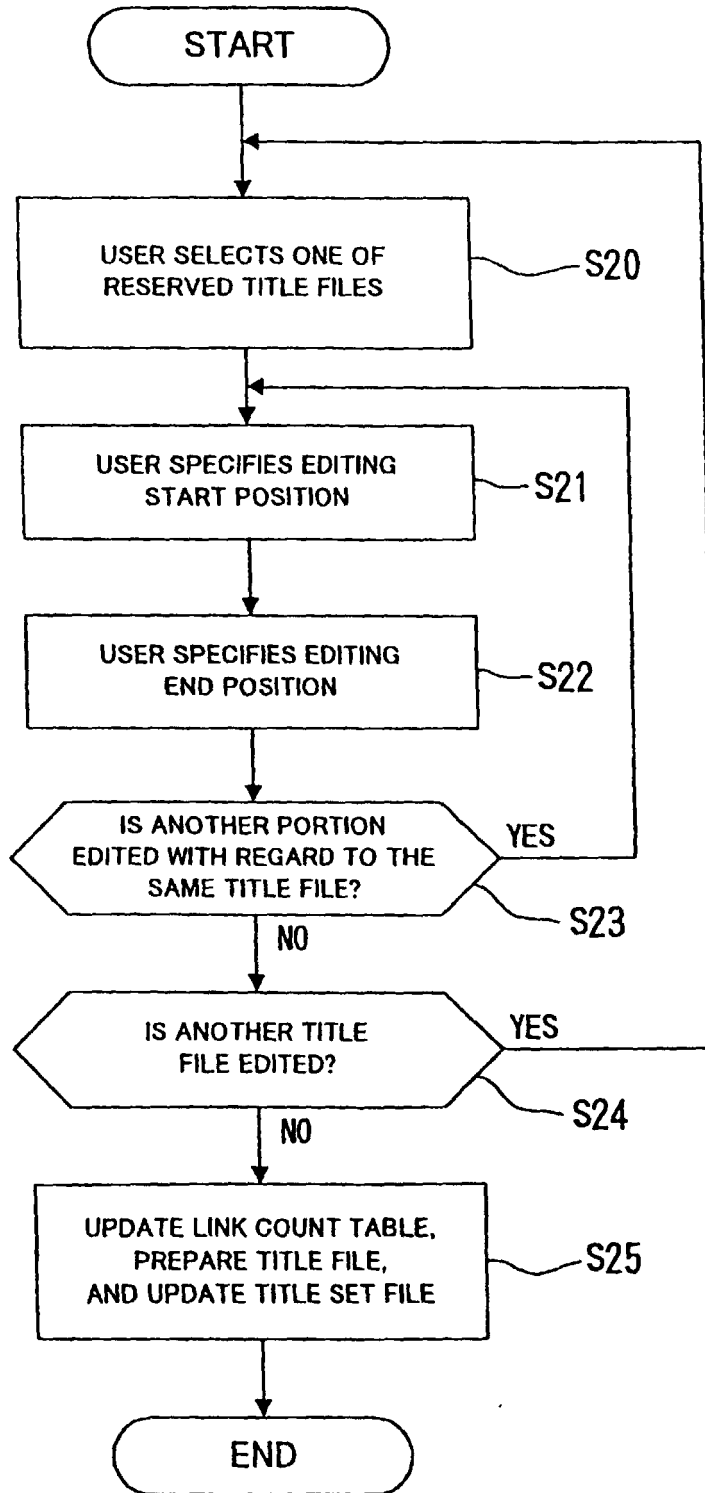 START
USER SELECTS ONE OF
RESERVED TITLE FILES
S20
USER SPECIFIES EDITING
START POSITION
S21
USER SPECIFIES EDITING
END POSITION
S22
IS ANOTHER PORTION
EDITED WITH REGARD TO THE
SAME TITLE FILE?
YES
S23
NO
IS ANOTHER TITLE
FILE EDITED?
YES
S24
NO
UPDATE LINK COUNT TABLE,
PREPARE TITLE FILE,
AND UPDATE TITLE SET FILE
S25
END